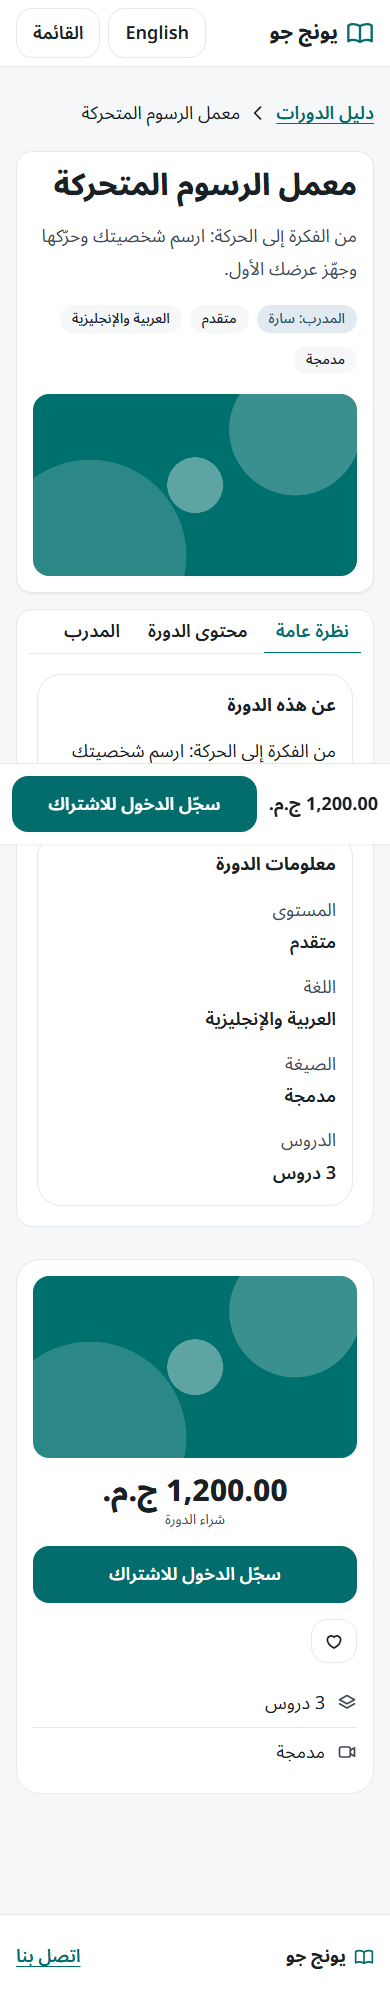 يونج جو
English
القائمة
دليل الدورات
معمل الرسوم المتحركة
معمل الرسوم المتحركة
من الفكرة إلى الحركة: ارسم شخصيتك وحرّكها
وجهّز عرضك الأول.
المدرب: سارة
متقدم
العربية والإنجليزية
مدمجة
نظرة عامة
محتوى الدورة
المدرب
عن هذه الدورة
من الفكرة إلى الحركة: ارسم شخصيتك
1,200.00 ج.م.
سجّل الدخول للاشتراك
معلومات الدورة
المستوى
متقدم
اللغة
العربية والإنجليزية
الصيغة
مدمجة
الدروس
3 دروس
1,200.00 ج.م.
شراء الدورة
سجّل الدخول للاشتراك
3 دروس
مدمجة
يونج جو
اتصل بنا